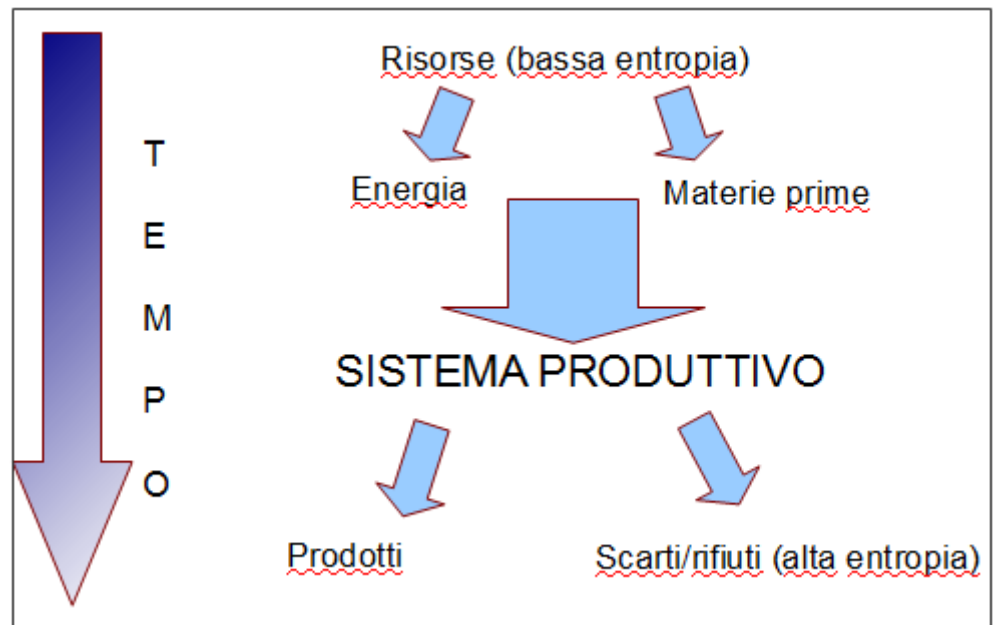 Risorse (bassa entropia)
Energia
Materie prime
T
E
M
P
O
SISTEMA PRODUTTIVO
Prodotti
Scarti/rifiuti (alta entropia)